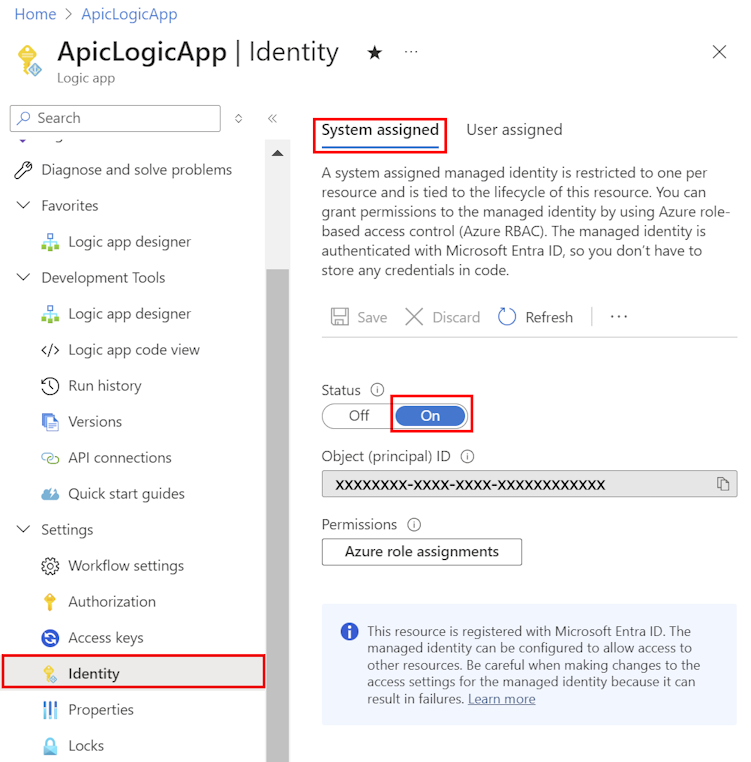 Home > ApicLogicApp
ApicLogicApp | Identity ★ ...
Logic app
Search
Diagnose and solve problems
Favorites
Logic app designer
Development Tools
Logic app designer
Logic app code view
Run history
Versions
API connections
Quick start guides
Settings
Workflow settings
Authorization
Access keys
Identity
Properties
Locks
System assigned User assigned
A system assigned managed identity is restricted to one per
resource and is tied to the lifecycle of this resource. You can
grant permissions to the managed identity by using Azure role-
based access control (Azure RBAC). The managed identity is
authenticated with Microsoft Entra ID, so you don't have to
store any credentials in code.
Save Discard Refresh ...
Status
Off On
Object (principal) ID
XXXXXXXX-XXXX-XXXX-XXXXXXXXXXXX
Permissions
Azure role assignments
This resource is registered with Microsoft Entra ID. The
managed identity can be configured to allow access to
other resources. Be careful when making changes to the
access settings for the managed identity because it can
result in failures. Learn more